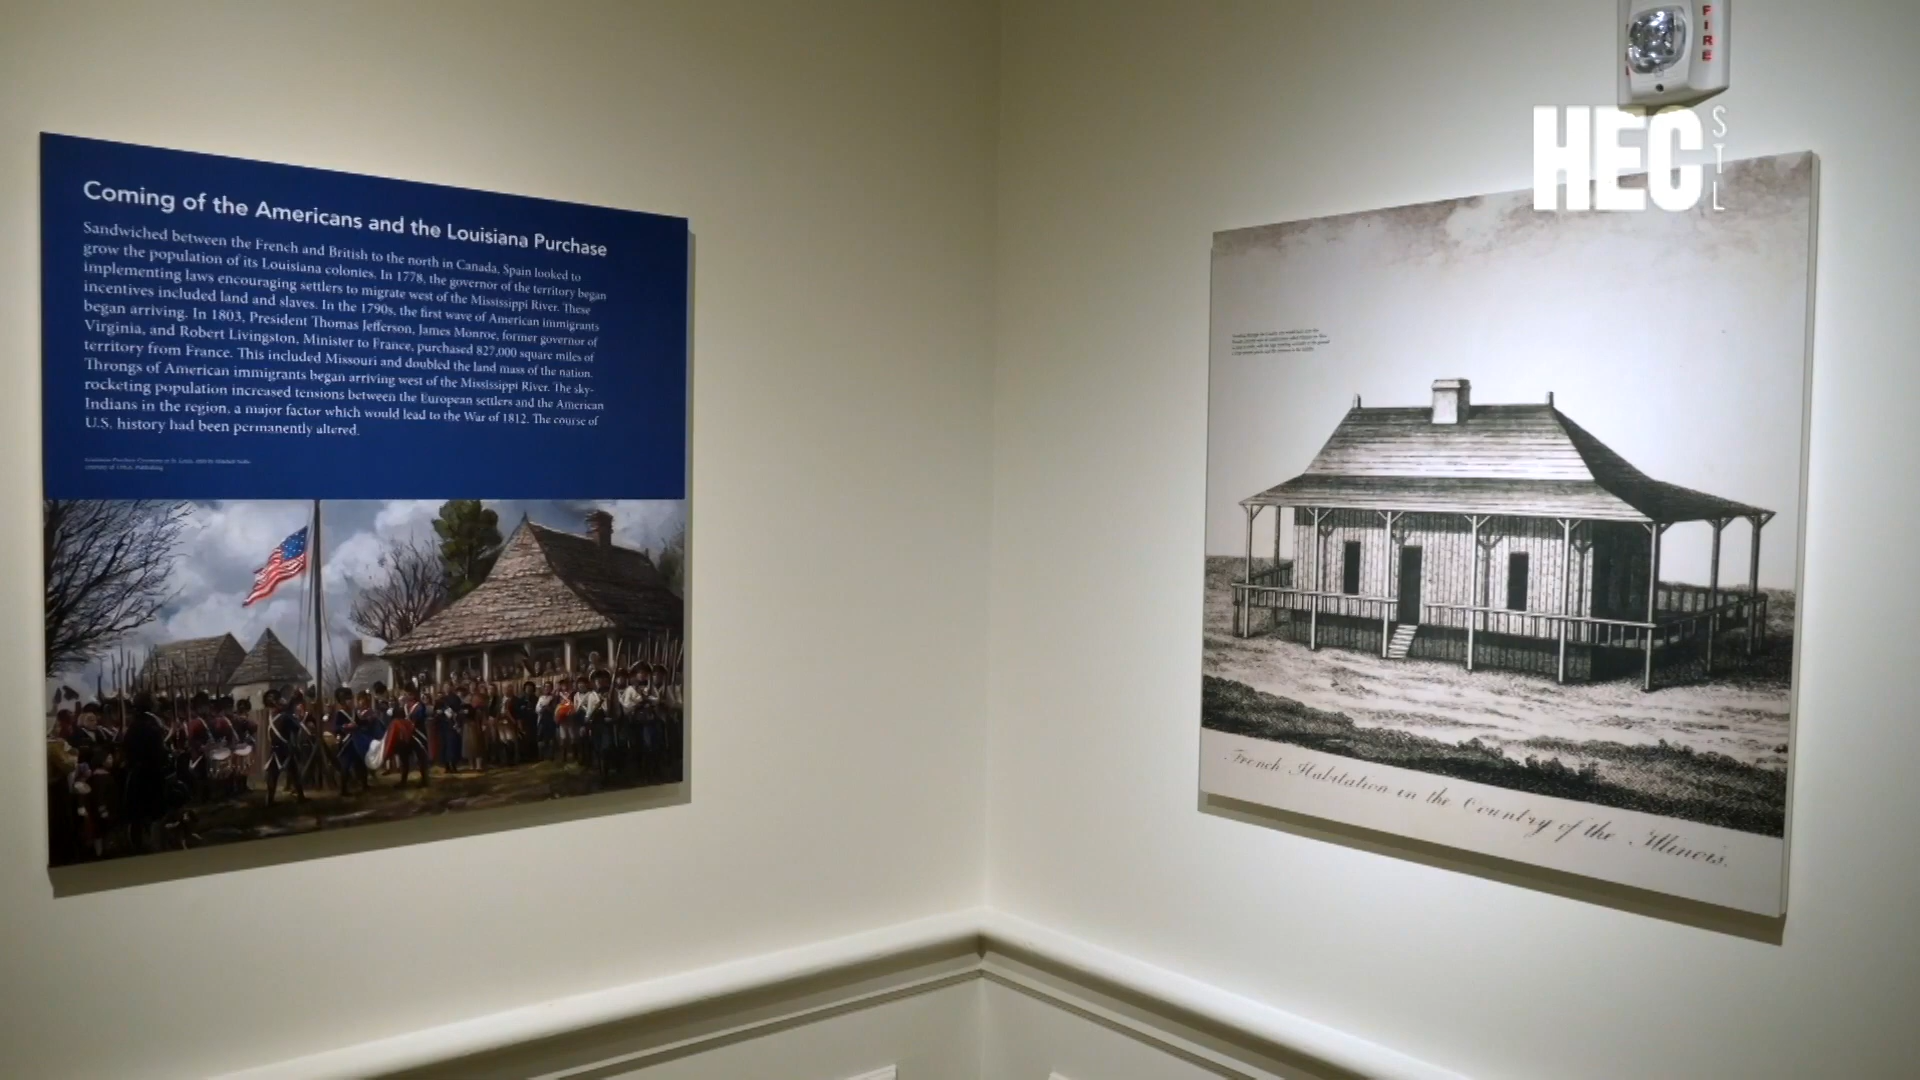 Coming of the Americans and the Louisiana Purchase
Sandwiched between the French and British to the north in Canada, Spain looked to
grow the population of its Louisiana colonies. In 1778, the governor of the territory began
implementing laws encouraging settlers to migrate west of the Mississippi River. These
incentives included land and slaves. In the 1790s, the first wave of American immigrants
began arriving. In 1803, President Thomas Jefferson, James Monroe, former governor of
Virginia, and Robert Livingston, Minister to France, purchased 827,000 square miles of
territory from France. This included Missouri and doubled the land mass of the nation.
Throngs of American immigrants began arriving west of the Mississippi River. The sky-
rocketing population increased tensions between the European settlers and the American
Indians in the region, a major factor which would lead to the War of 1812. The course of
U.S. history had been permanently altered.
FIRE
HEC STL
French Habitation in the Country of the Illinois.